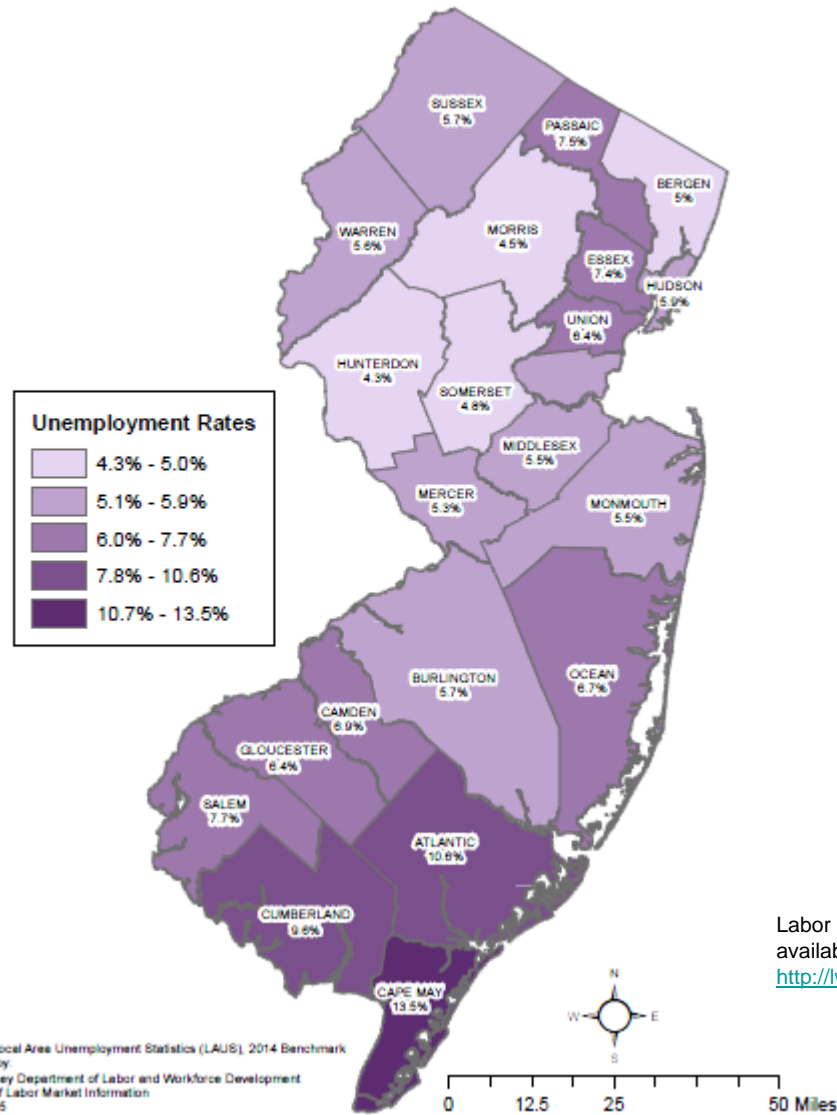 SUSSEX
5.7%
PASSAIC
7.5%
BERGEN
5%
WARREN
5.6%
MORRIS
4.5%
ESSEX
7.4%
HUDSON
5.9%
UNION
6.4%
HUNTERDON
4.3%
SOMERSET
4.8%
Unemployment Rates
4.3% - 5.0%
5.1% - 5.9%
6.0% - 7.7%
7.8% - 10.6%
10.7% - 13.5%
MIDDLESEX
5.5%
MERCER
5.3%
MONMOUTH
5.5%
BURLINGTON
5.7%
OCEAN
6.7%
CAMDEN
6.9%
GLOUCESTER
6.4%
SALEM
7.7%
ATLANTIC
10.6%
CUMBERLAND
9.6%
CAPE MAY
13.5%
Labor
availab
http://lv
N
W E
S
ocal Area Unemployment Statistics (LAUS), 2014 Benchmark
by:
ey Department of Labor and Workforce Development
f Labor Market Information
5
0 12.5 25 50 Miles